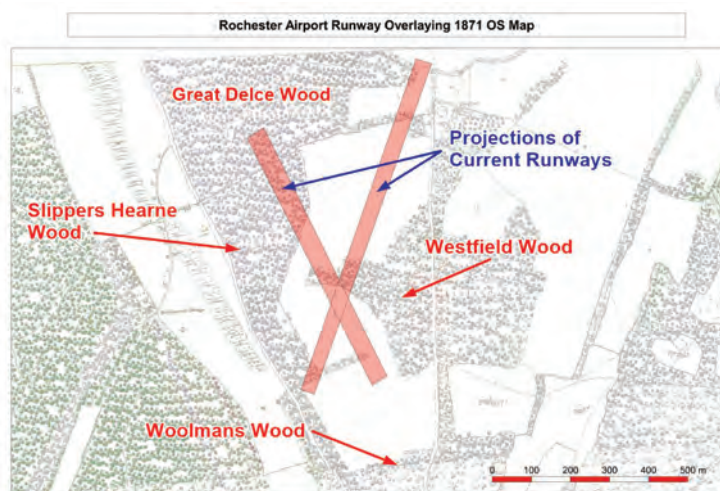 Rochester Airport Runway Overlaying 1871 OS Map
Great Delce Wood
Projections of
Current Runways
Slippers Hearne
Wood
Westfield Wood
Woolmans Wood
0 100 200 300 400 500 m